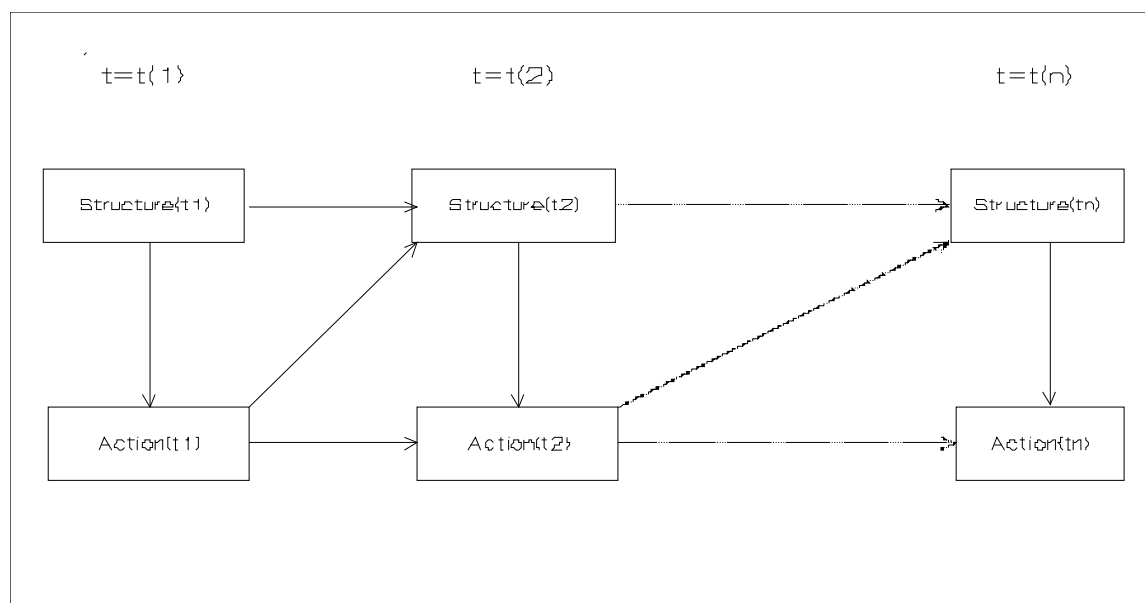 t=t(1) t=t(2) t=t(n)
Structure(t1) Structure(t2) Structure(tn)
Action(t1) Action(t2) Action(tn)